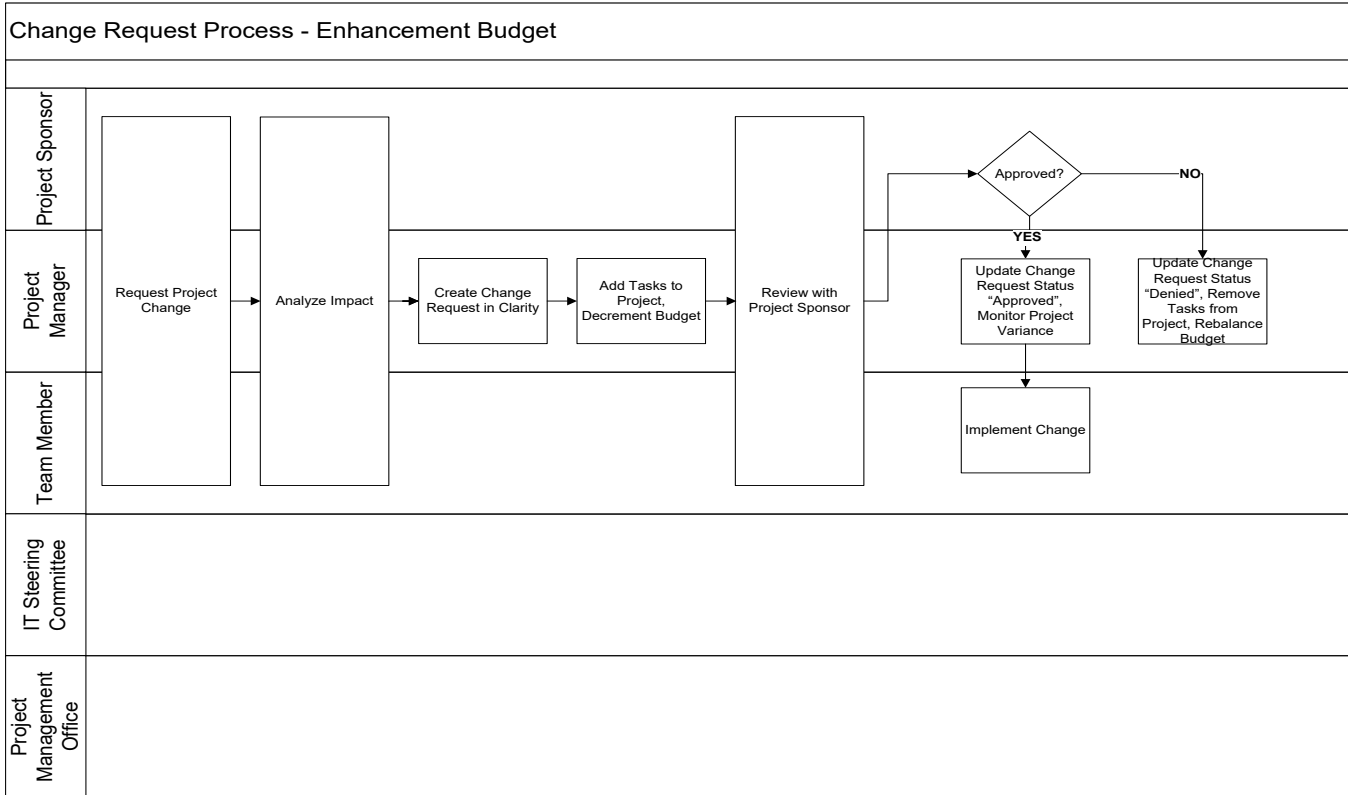 Change Request Process - Enhancement Budget
Project Sponsor
Approved?
NO
YES
Project
Manager
Request Project
Change
Analyze Impact
Create Change
Request in Clarity
Add Tasks to
Project,
Decrement Budget
Review with
Project Sponsor
Update Change
Request Status
“Approved”,
Monitor Project
Variance
Update Change
Request Status
“Denied”, Remove
Tasks from
Project, Rebalance
Budget
Team Member
Implement Change
IT Steering
Committee
Project
Management
Office